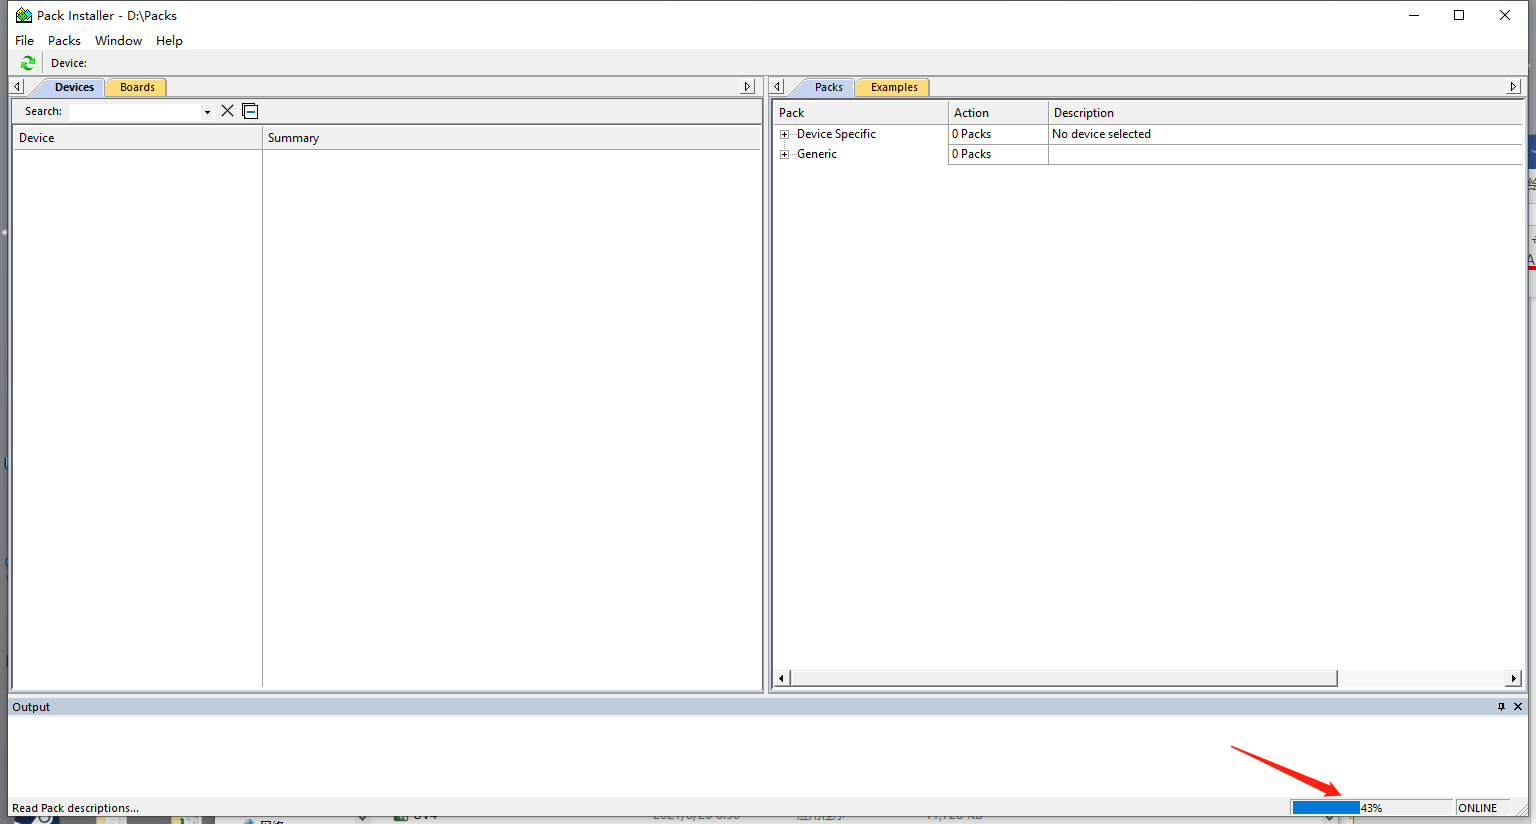 Pack Installer - D:\Packs
File Packs Window Help
Device:
Devices Boards
Packs Examples
Search:
Pack Action Description
Device Summary
Device Specific 0 Packs No device selected
Generic 0 Packs
Output
Read Pack descriptions...
43%
ONLINE